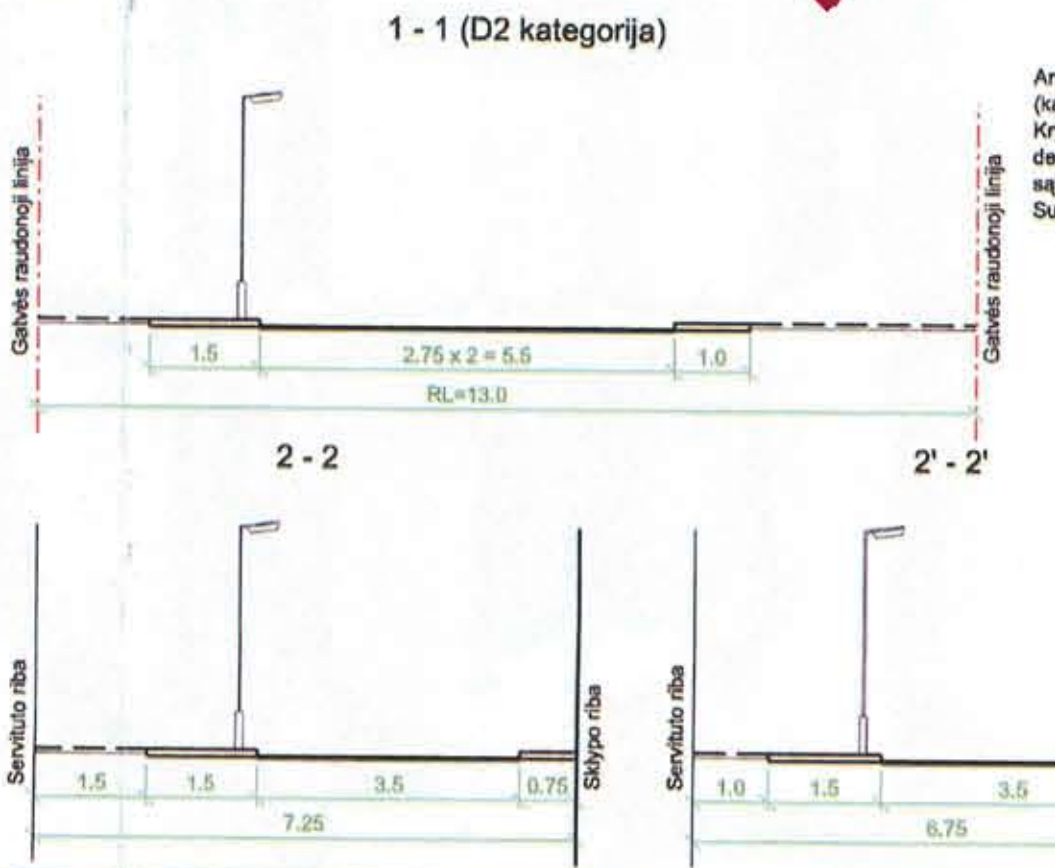 1 - 1 (D2 kategorija)
Gatvės raudonoji linija
1.5
2.75 x 2 = 5.5
1.0
RL=13.0
Gatvės raudonoji linija
2 - 2
Servituto riba
1.5
1.5
3.5
0.75
7.25
Sklypo riba
2' - 2'
Servituto riba
1.0
1.5
3.5
6.75